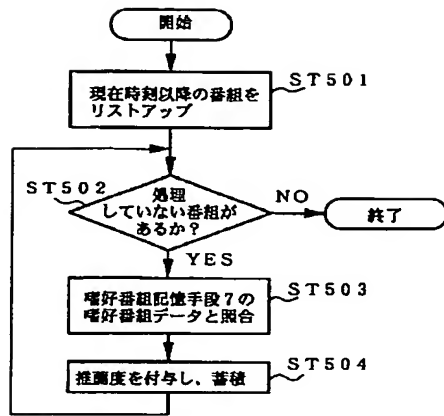 開始
ST501
現在時刻以降の番組を
リストアップ
ST502
処理
していない番組が
あるか?
NO
終了
YES
ST503
嗜好番組記憶手段7の
嗜好番組データと照合
ST504
推薦度を付与し、蓄積